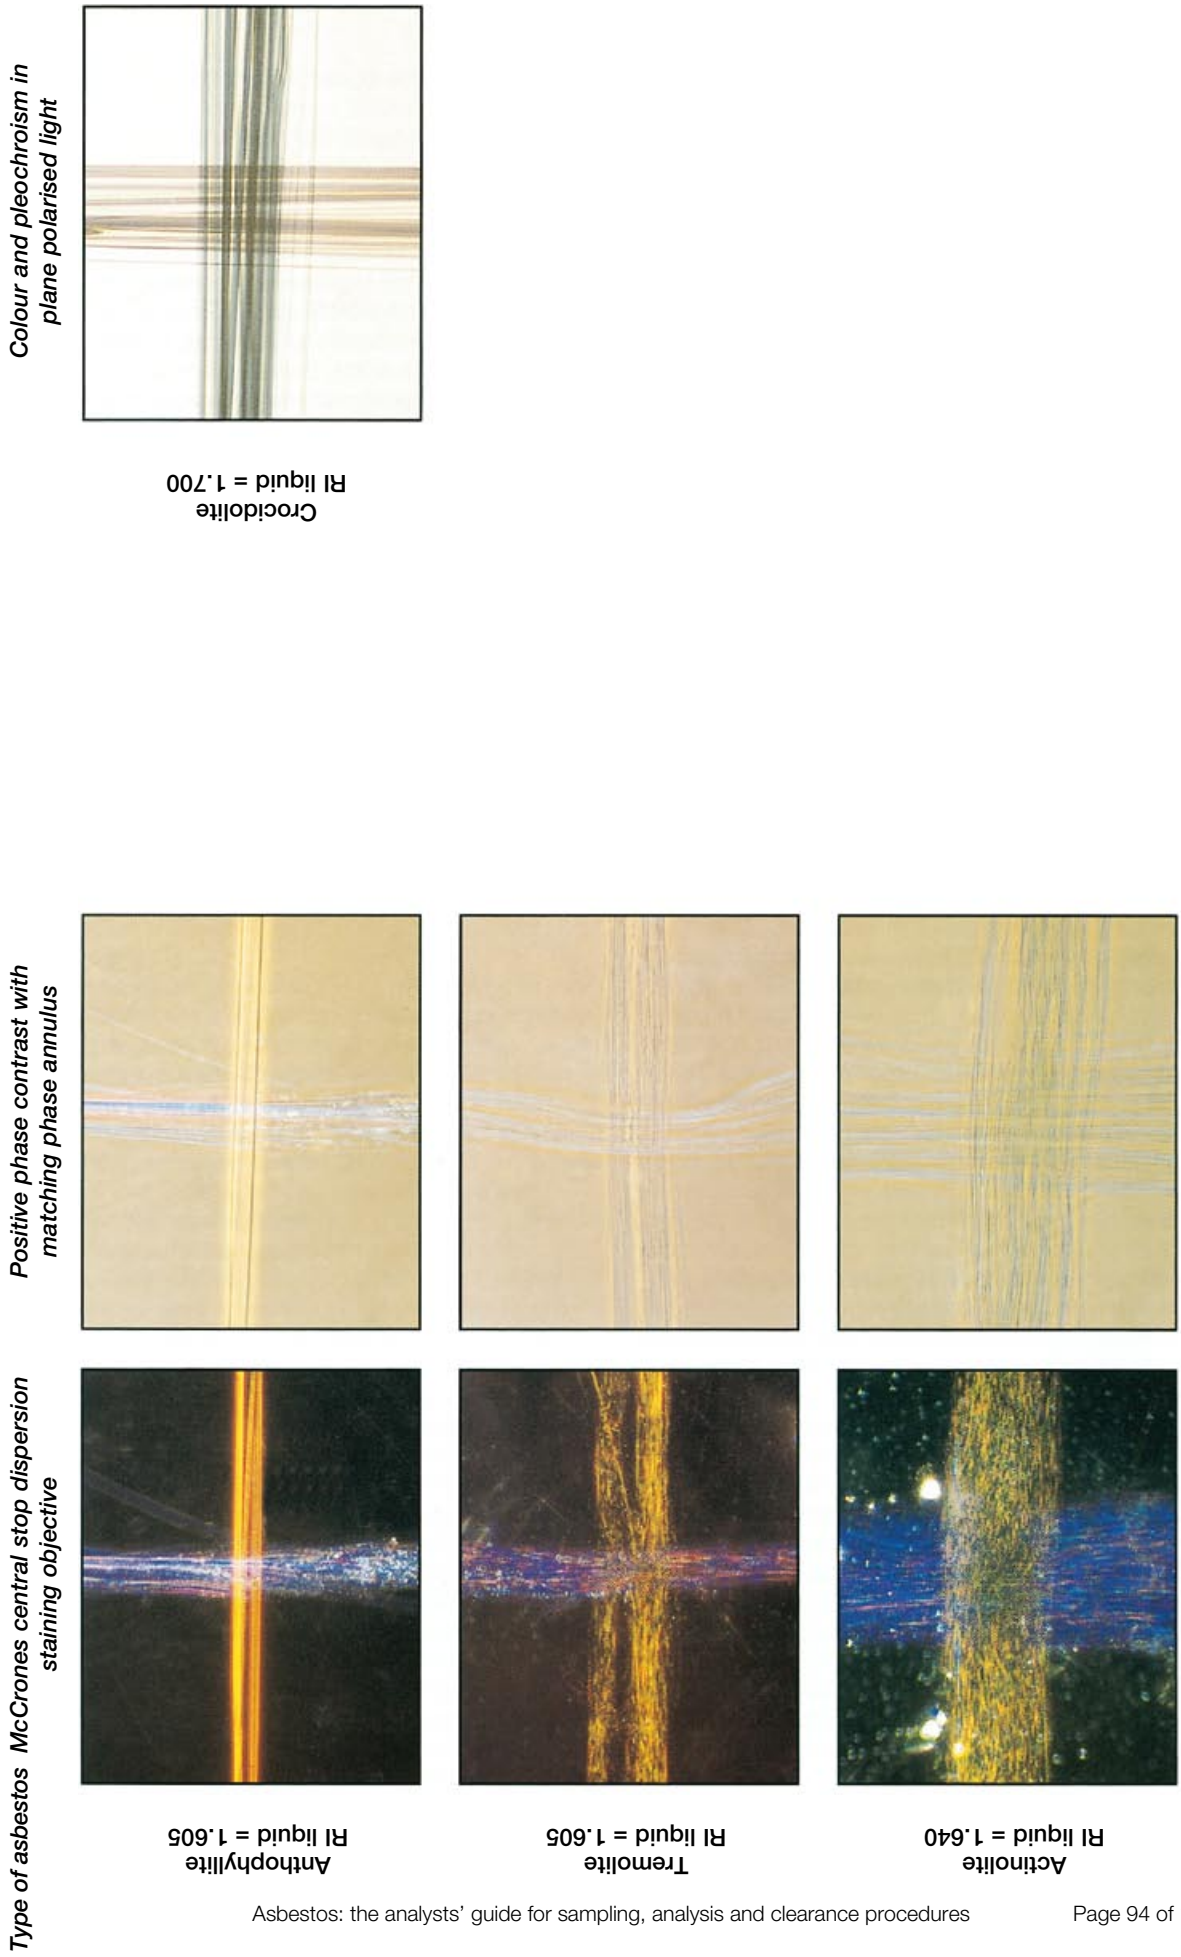 Type of asbestos
McCrones central stop dispersion
staining objective
Positive phase contrast with
matching phase annulus
Colour and pleochroism in
plane polarised light
Anthophyllite
RI liquid = 1.605
Tremolite
RI liquid = 1.605
Actinolite
RI liquid = 1.640
Crocidolite
RI liquid = 1.700
Asbestos: the analysts’ guide for sampling, analysis and clearance procedures
Page 94 of